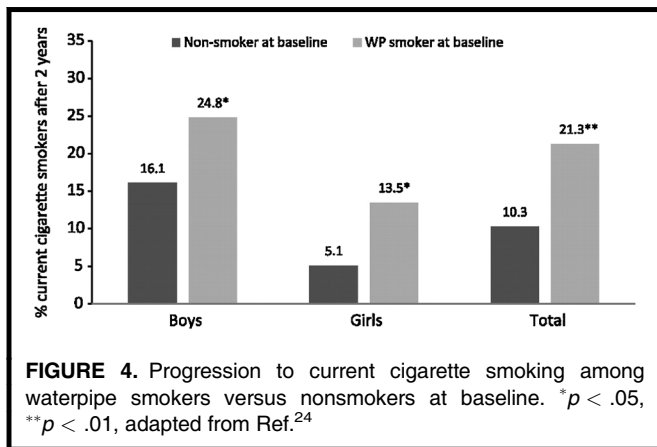 35
30
25
20
15
10
5
0
% current cigarette smokers after 2 years
Non-smoker at baseline WP smoker at baseline
16.1
24.8*
5.1
13.5*
10.3
21.3**
Boys Girls Total
FIGURE 4. Progression to current cigarette smoking among
waterpipe smokers versus nonsmokers at baseline. *p < .05,
**p < .01, adapted from Ref.24